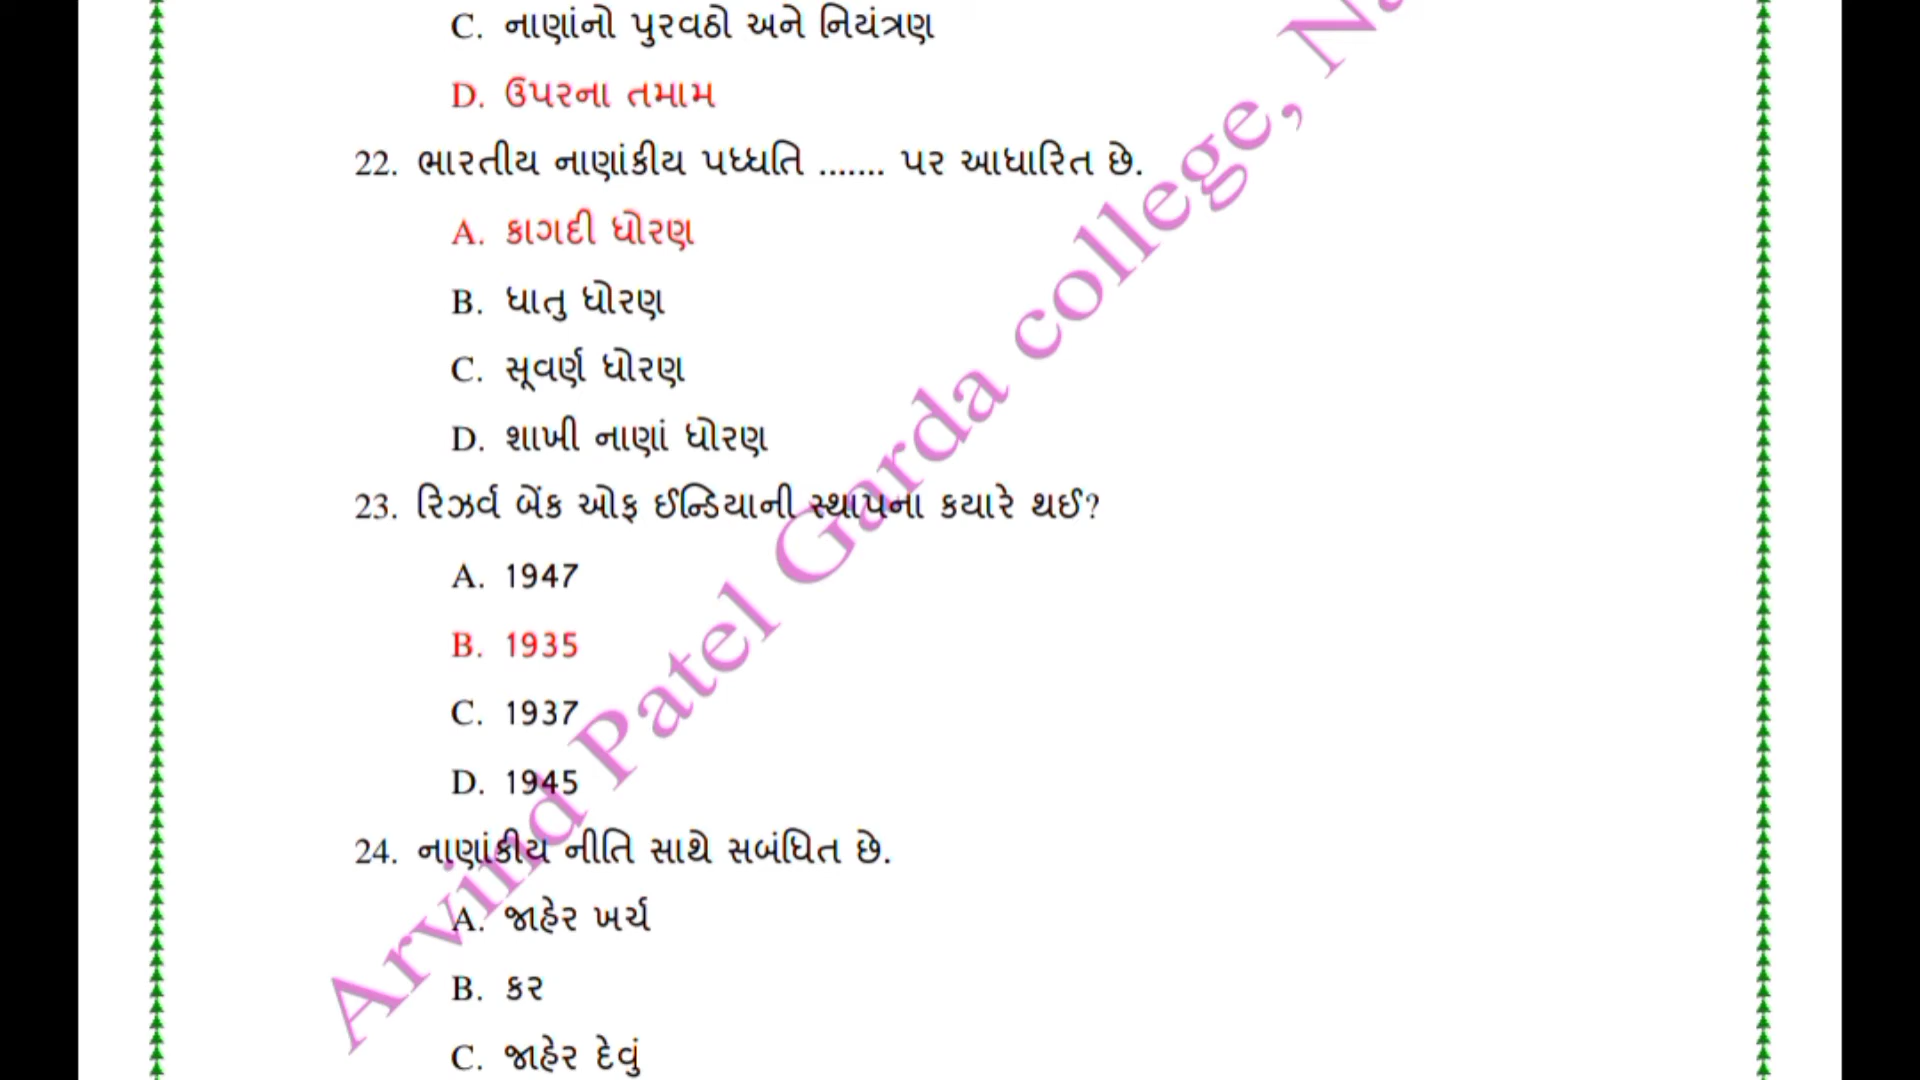 C. નાણાંનો પુરવઠો અને નિયંત્રણ
D. ઉપરના તમામ
22. ભારતીય નાણાંકીય પધ્ધતિ ....... પર આધારિત છે.
A. કાગદી ધોરણ
B. ધાતુ ધોરણ
C. સૂવર્ણ ધોરણ
D. શાખી નાણાં ધોરણ
23. રિઝર્વ બેંક ઓફ ઈન્ડિયાની સ્થાપના કયારે થઈ?
A. 1947
B. 1935
C. 1937
D. 1945
24. નાણાંકીય નીતિ સાથે સબંધિત છે.
A. જાહેર ખર્ચ
B. કર
C. જાહેર દેવું
Arvind Patel Garda college,